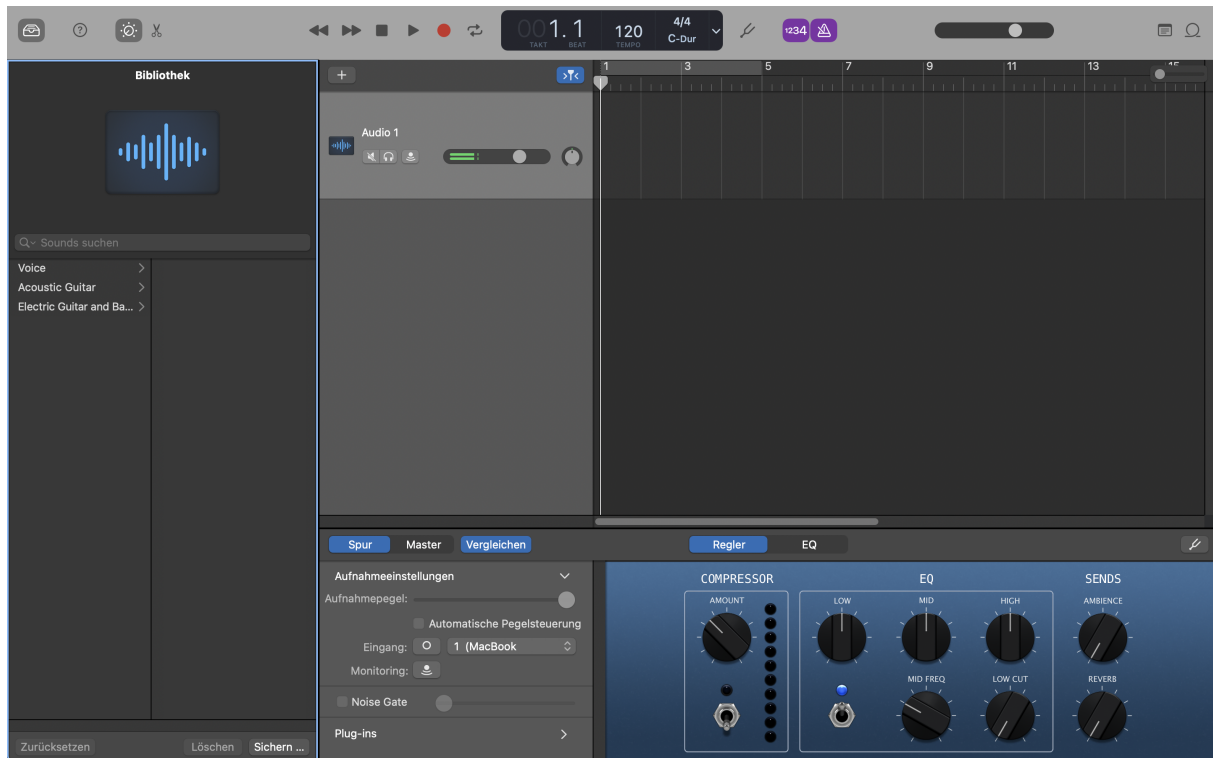 001.1
TAKT BEAT
120
TEMPO
4/4
C-Dur
1234
Bibliothek
Sounds suchen
Voice
Acoustic Guitar
Electric Guitar and Ba...
Zurücksetzen
Löschen
Sichern ...
1 3 5 7 9 11 13 15
Audio 1
Spur
Master
Vergleichen
Regler
EQ
Aufnahmeeinstellungen
Aufnahmepegel:
Automatische Pegelsteuerung
Eingang:
1 (MacBook
Monitoring:
Noise Gate
Plug-ins
COMPRESSOR
AMOUNT
EQ
LOW
MID
HIGH
MID FREQ
LOW CUT
SENDS
AMBIENCE
REVERB